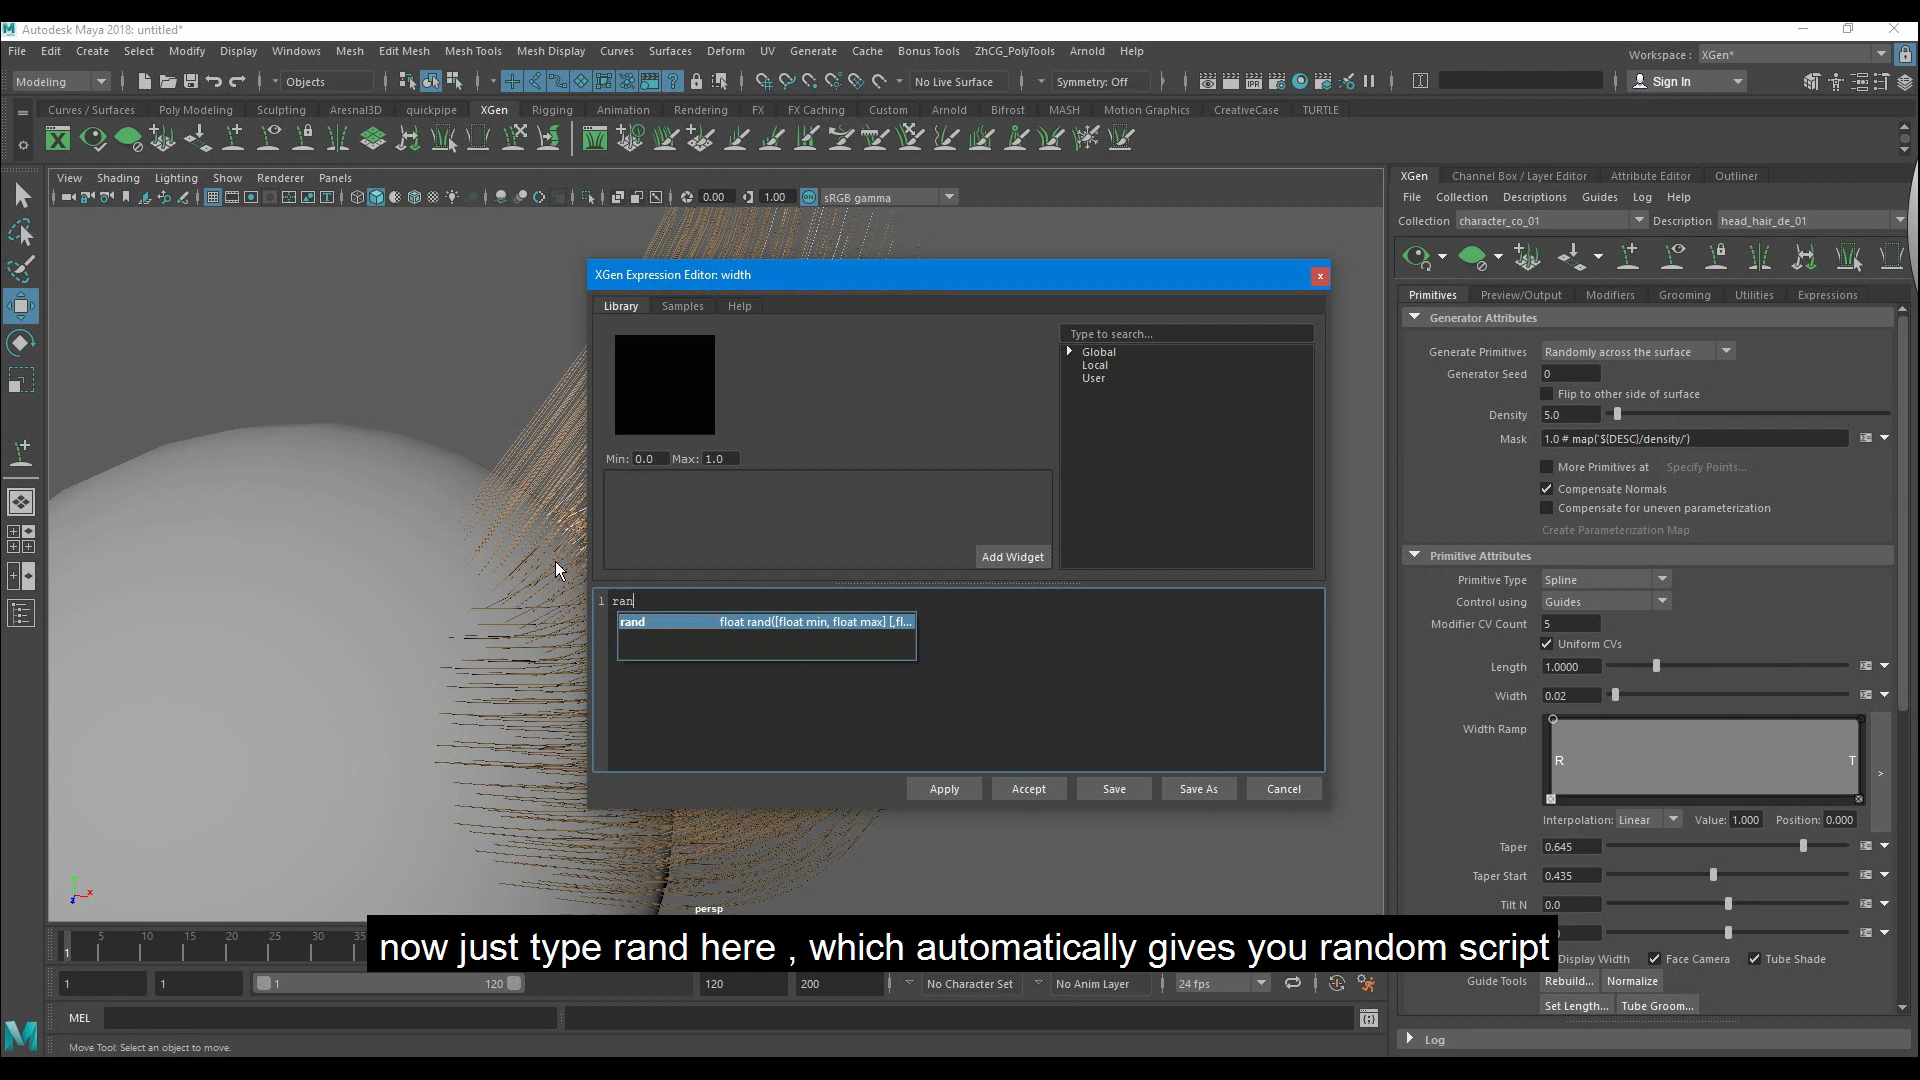 Autodesk Maya 2018: untitled*
File Edit Create Select Modify Display Windows Mesh Edit Mesh Mesh Tools Mesh Display Curves Surfaces Deform UV Generate Cache Bonus Tools ZhCG_PolyTools Arnold Help
Workspace : XGen*
Modeling Objects No Live Surface Symmetry: Off Sign In
Curves / Surfaces Poly Modeling Sculpting Aresnal3D quickpipe XGen Rigging Animation Rendering FX FX Caching Custom Arnold Bifrost MASH Motion Graphics CreativeCase TURTLE
View Shading Lighting Show Renderer Panels
0.00 1.00 ON sRGB gamma
XGen Channel Box / Layer Editor Attribute Editor Outliner
File Collection Descriptions Guides Log Help
Collection character_co_01 Description head_hair_de_01
Primitives Preview/Output Modifiers Grooming Utilities Expressions
Generator Attributes
Generate Primitives Randomly across the surface
Generator Seed 0
Flip to other side of surface
Density 5.0
Mask 1.0 # map('${DESC}/density/')
More Primitives at Specify Points...
Compensate Normals
Compensate for uneven parameterization
Create Parameterization Map
Primitive Attributes
Primitive Type Spline
Control using Guides
Modifier CV Count 5
Uniform CVs
Length 1.0000
Width 0.02
Width Ramp
R T
Interpolation: Linear Value: 1.000 Position: 0.000
Taper 0.645
Taper Start 0.435
Tilt N 0.0
Display Width Face Camera Tube Shade
Guide Tools Rebuild... Normalize
Set Length... Tube Groom...
Log
XGen Expression Editor: width
Library Samples Help
Type to search...
Global
Local
User
Min: 0.0 Max: 1.0
Add Widget
1 ran
rand float rand([float min, float max] [,fl...
Apply Accept Save Save As Cancel
x
persp
now just type rand here , which automatically gives you random script
1 5 10 15 20 25 30 35
1 1 1 120 120 200 No Character Set No Anim Layer 24 fps
MEL
Move Tool: Select an object to move.